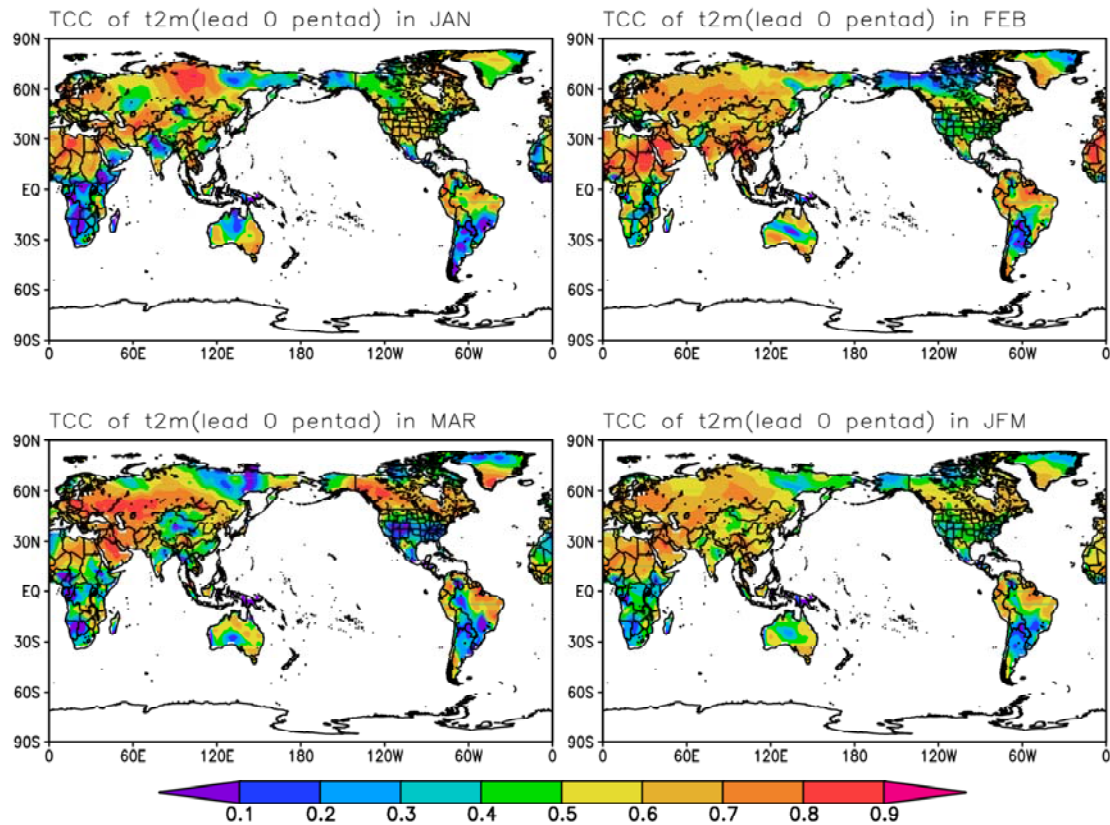 TCC of t2m(lead 0 pentad) in JAN
90N
60N
30N
EQ
30S
60S
90S
0 60E 120E 180 120W 60W 0
TCC of t2m(lead 0 pentad) in FEB
90N
60N
30N
EQ
30S
60S
90S
0 60E 120E 180 120W 60W 0
TCC of t2m(lead 0 pentad) in MAR
90N
60N
30N
EQ
30S
60S
90S
0 60E 120E 180 120W 60W 0
TCC of t2m(lead 0 pentad) in JFM
90N
60N
30N
EQ
30S
60S
90S
0 60E 120E 180 120W 60W 0
0.1 0.2 0.3 0.4 0.5 0.6 0.7 0.8 0.9